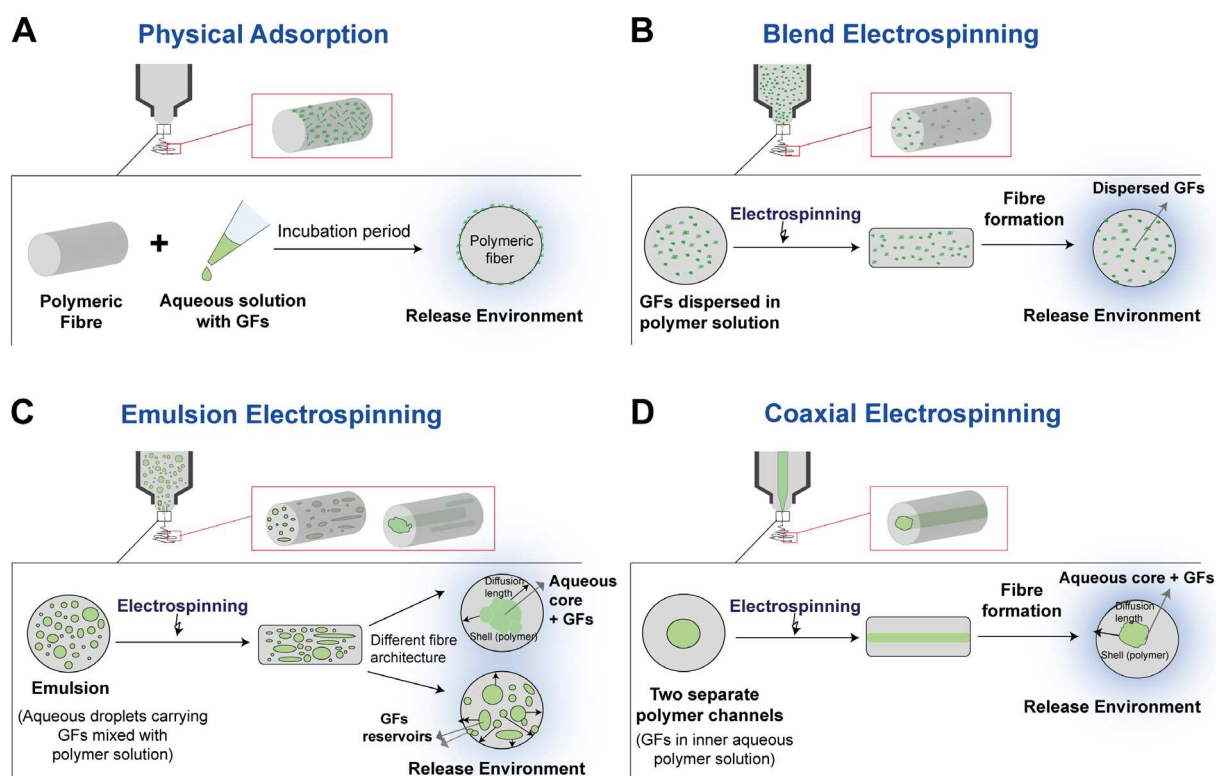 A
Physical Adsorption
Incubation period
Polymeric
fiber
Polymeric
Fibre
Aqueous solution
with GFs
Release Environment
B
Blend Electrospinning
Electrospinning
Fibre
formation
Dispersed GFs
GFs dispersed in
polymer solution
Release Environment
C
Emulsion Electrospinning
Electrospinning
Emulsion
(Aqueous droplets carrying
GFs mixed with
polymer solution)
Different fibre
architecture
Diffusion
length
Shell (polymer)
Aqueous
core
+ GFs
GFs
reservoirs
Release Environment
D
Coaxial Electrospinning
Electrospinning
Fibre
formation
Aqueous core + GFs
Diffusion
length
Shell (polymer)
Two separate
polymer channels
(GFs in inner aqueous
polymer solution)
Release Environment